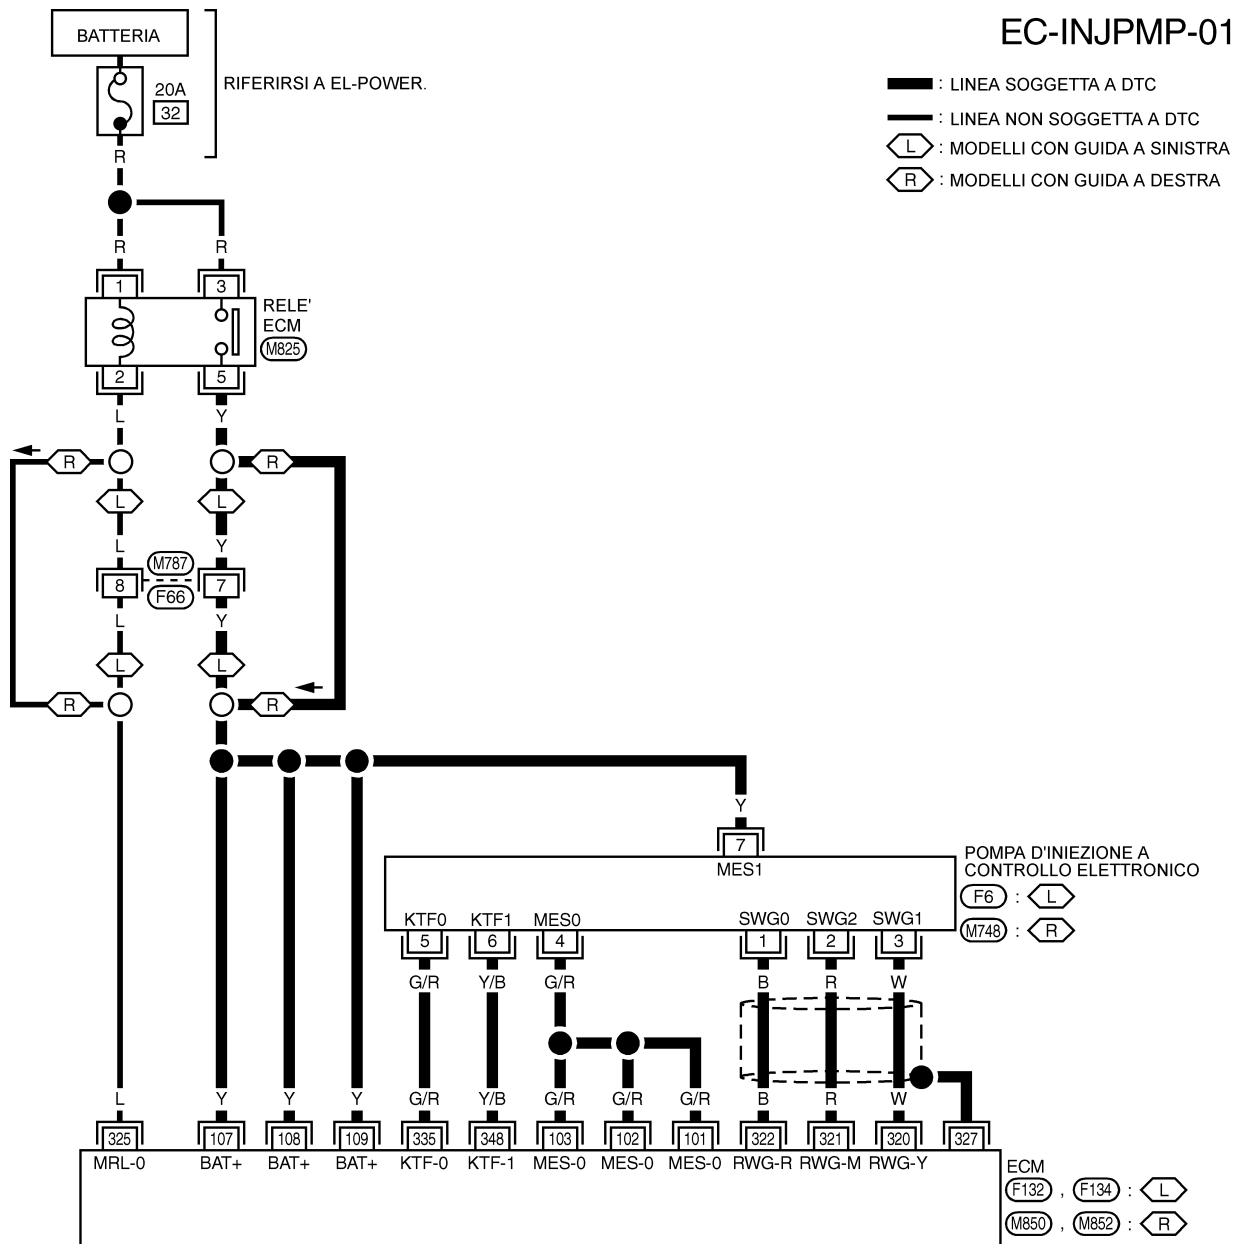 EC-INJPMP-01
BATTERIA
20A
32
RIFERIRSI A EL-POWER.
: LINEA SOGGETTA A DTC
: LINEA NON SOGGETTA A DTC
L : MODELLI CON GUIDA A SINISTRA
R : MODELLI CON GUIDA A DESTRA
R
R R
1 3
RELE'
ECM
M825
2 5
L Y
R R
L L
L Y
M787
8 7
F66
L Y
L L
R R
Y
7
MES1
POMPA D'INIEZIONE A
CONTROLLO ELETTRONICO
F6 : L
M748 : R
KTF0 KTF1 MES0 SWG0 SWG2 SWG1
5 6 4 1 2 3
G/R Y/B G/R B R W
L Y Y Y G/R Y/B G/R G/R G/R B R W
325 107 108 109 335 348 103 102 101 322 321 320 327
MRL-0 BAT+ BAT+ BAT+ KTF-0 KTF-1 MES-0 MES-0 MES-0 RWG-R RWG-M RWG-Y
ECM
F132 , F134 : L
M850 , M852 : R